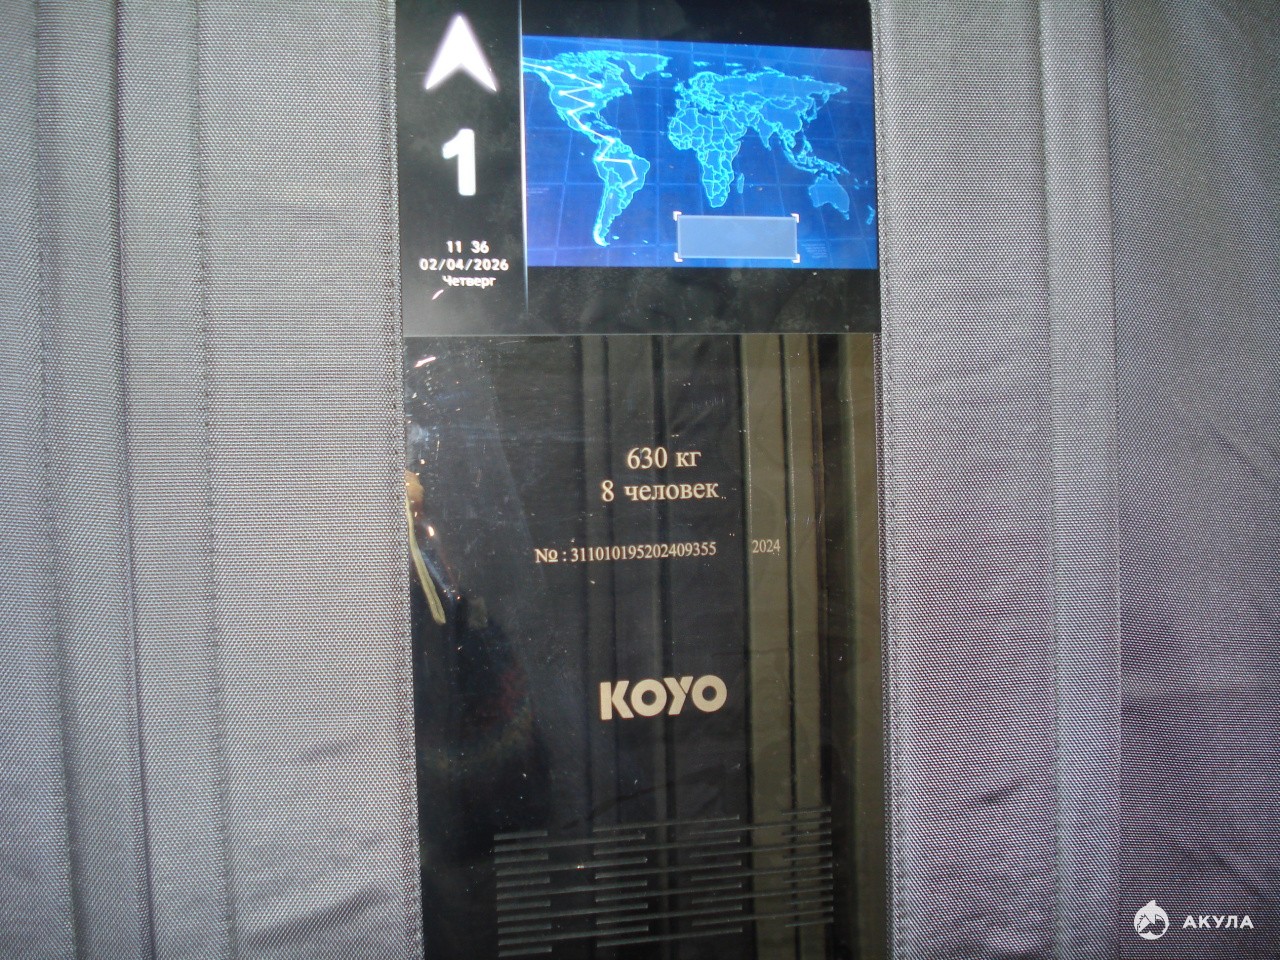 1
11 36
02/04/2026
Четверг
630 кг
8 человек
№ : 311010195202409355 2024
KOYO
АКУЛА